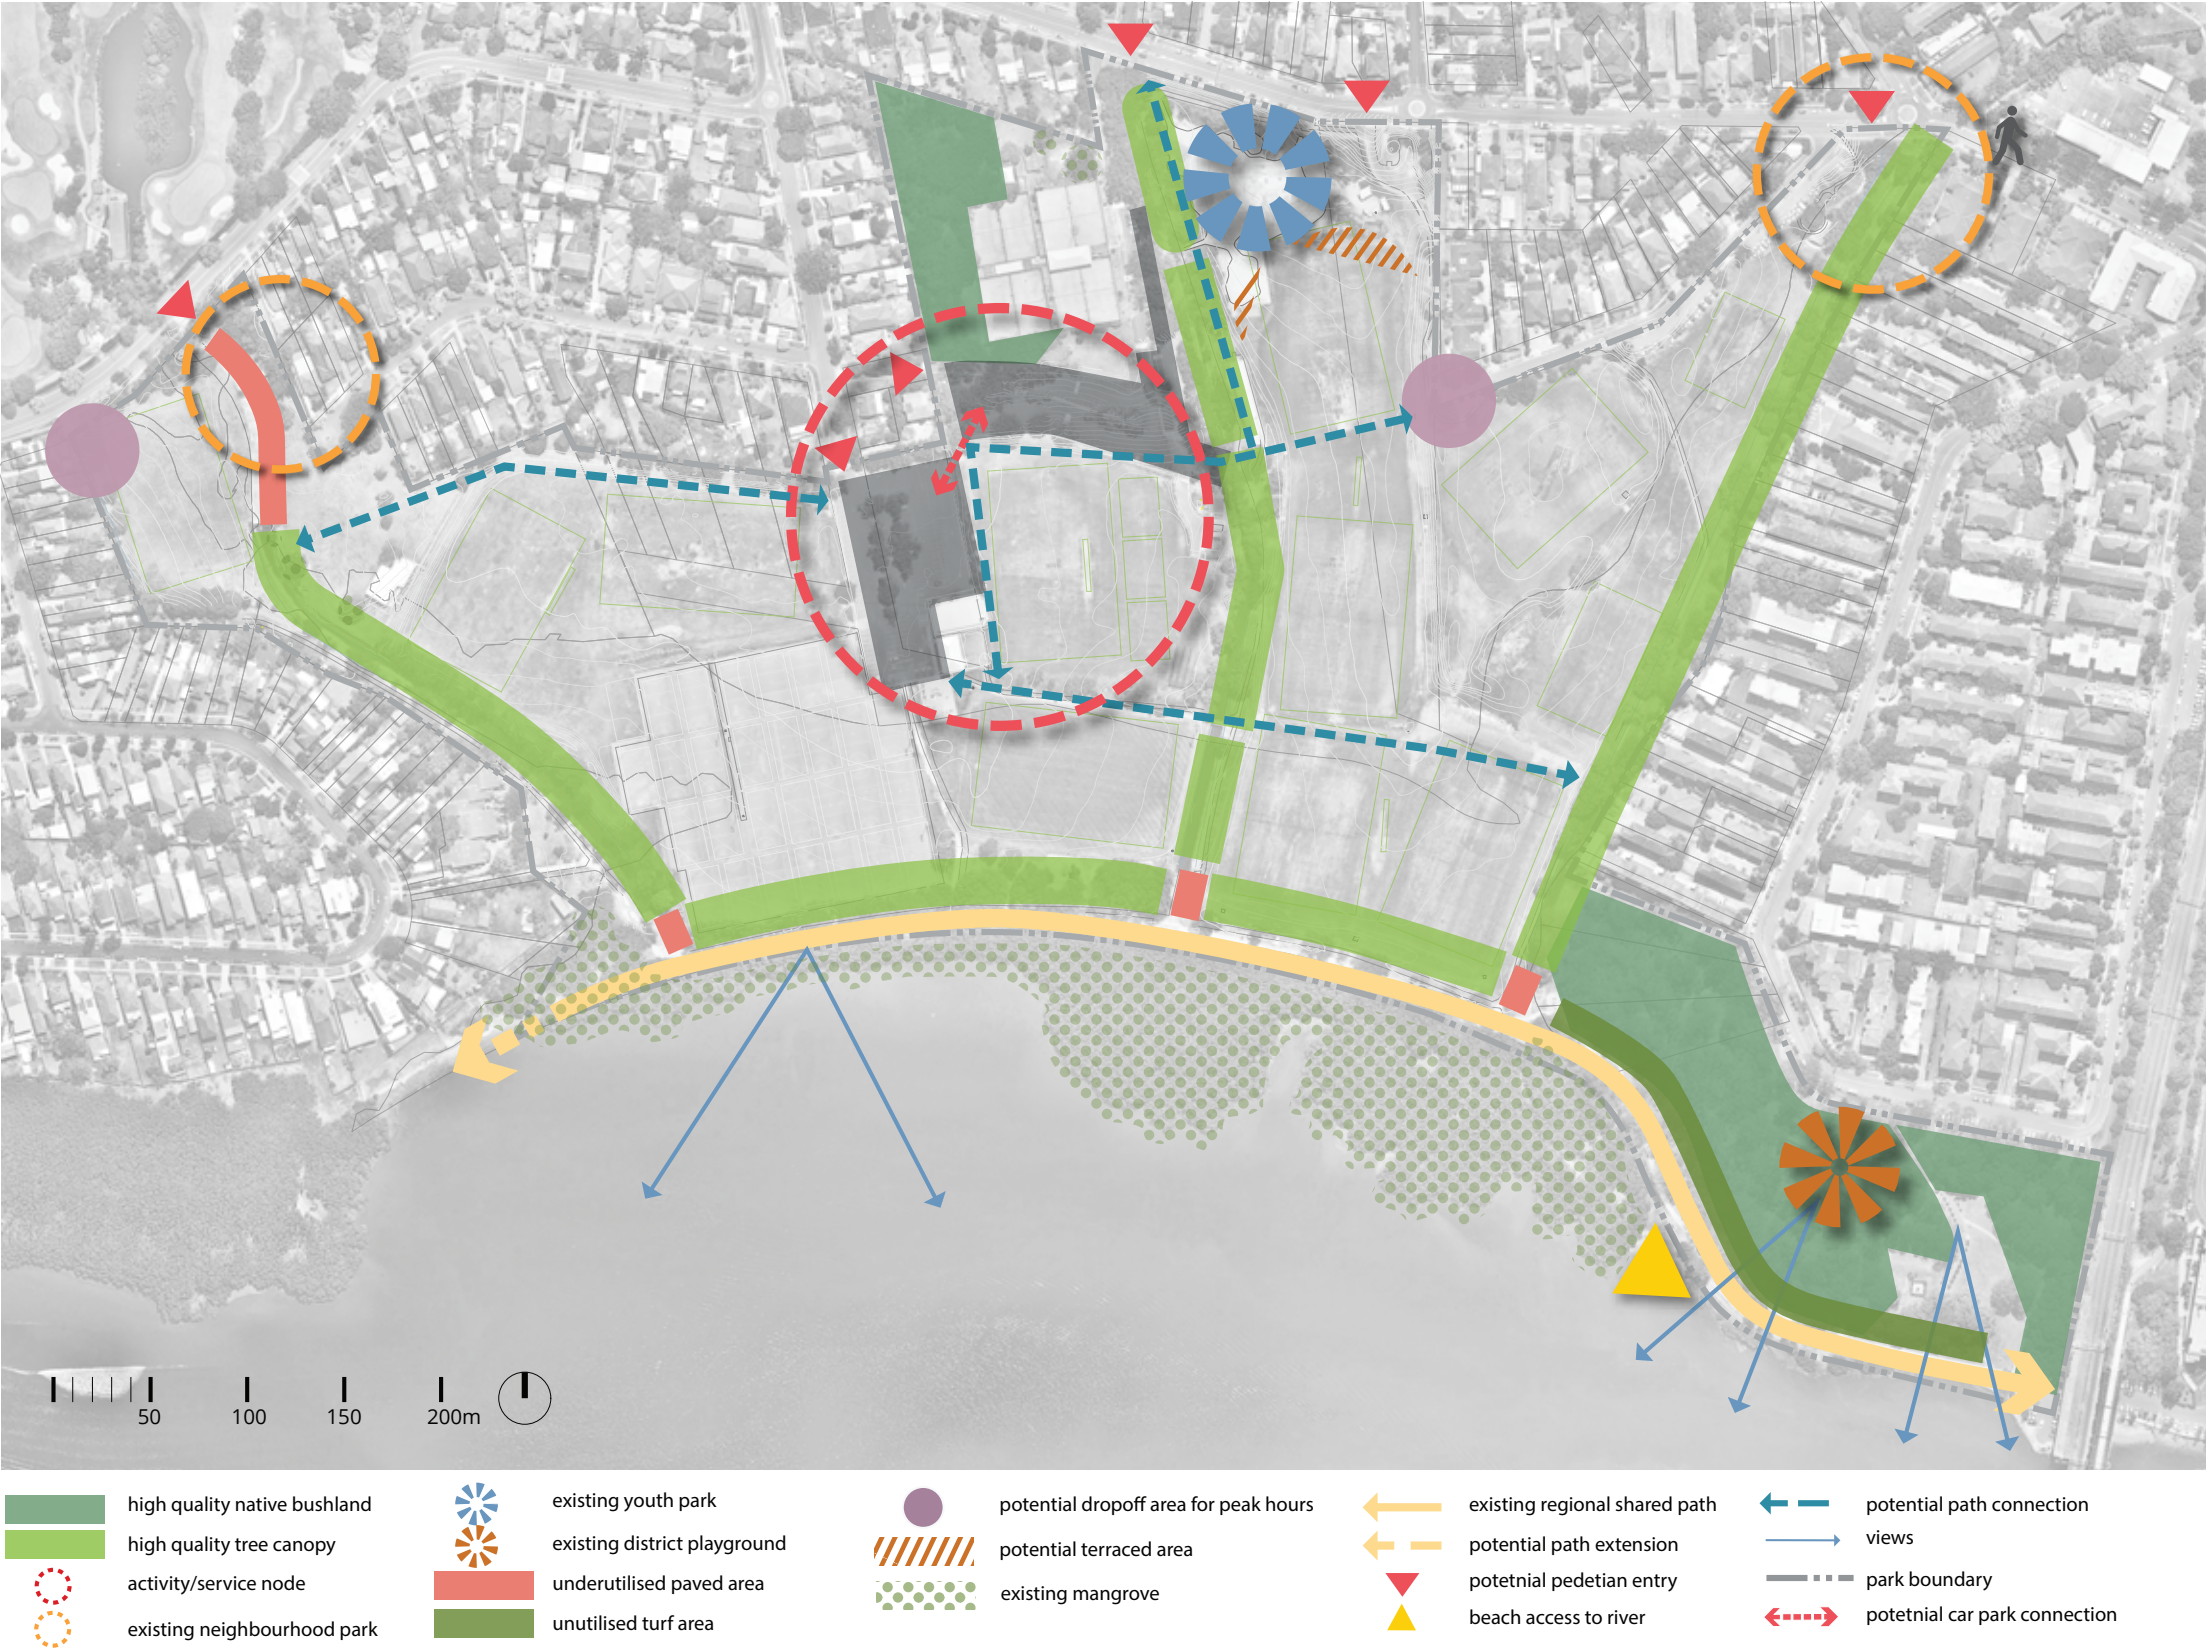 50 100 150 200m
high quality native bushland
high quality tree canopy
activity/service node
existing neighbourhood park
existing youth park
existing district playground
underutilised paved area
unutilised turf area
potential dropoff area for peak hours
potential terraced area
existing mangrove
existing regional shared path
potential path extension
potetnial pedetian entry
beach access to river
potential path connection
views
park boundary
potetnial car park connection